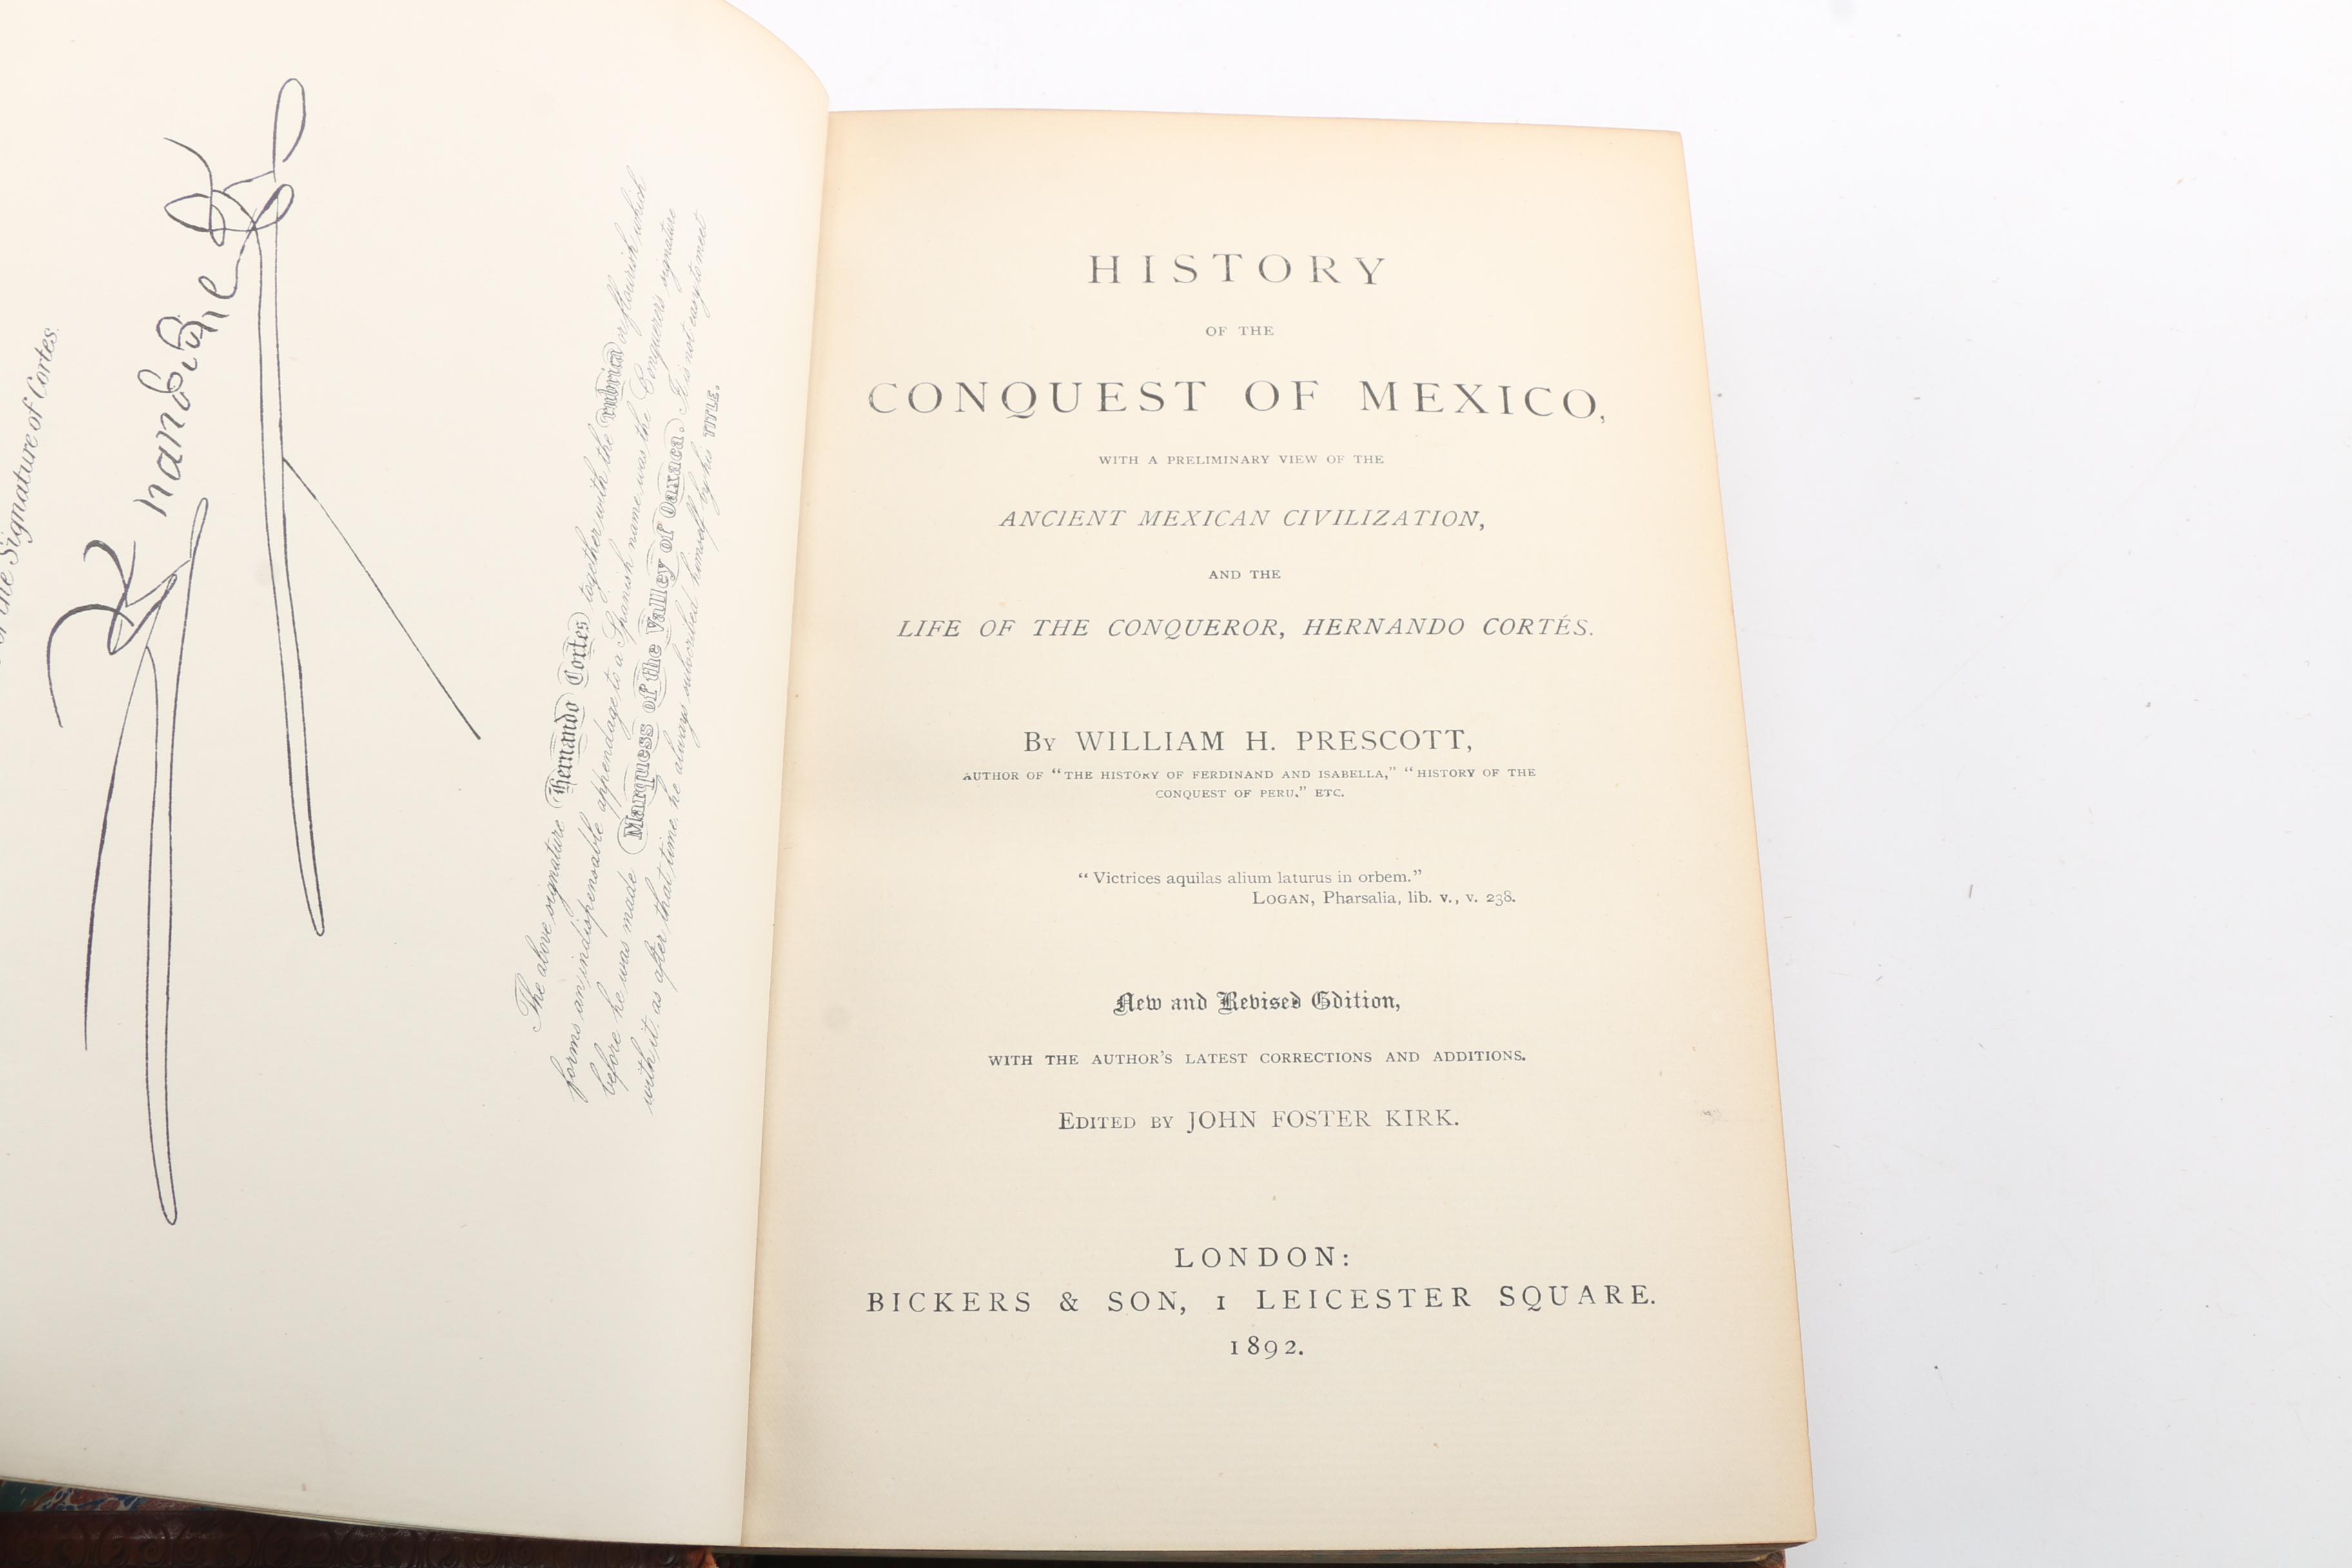 of the Signature of Cortes.
The above signature Hernando Cortes together with the rubrica or flourish which
forms an indispensable appendage to a Spanish name was the Conqueror's signature
before he was made Marquess of the Valley of Oaxaca. It is not easy to meet
with it, as after that time, he always subscribed himself by his TITLE.
HISTORY
OF THE
CONQUEST OF MEXICO,
WITH A PRELIMINARY VIEW OF THE
ANCIENT MEXICAN CIVILIZATION,
AND THE
LIFE OF THE CONQUEROR, HERNANDO CORTÉS.
BY WILLIAM H. PRESCOTT,
AUTHOR OF "THE HISTORY OF FERDINAND AND ISABELLA," "HISTORY OF THE
CONQUEST OF PERU," ETC.
"Victrices aquilas alium laturus in orbem."
LOGAN, Pharsalia, lib. v., v. 238.
New and Revised Edition,
WITH THE AUTHOR'S LATEST CORRECTIONS AND ADDITIONS.
EDITED BY JOHN FOSTER KIRK.
LONDON:
BICKERS & SON, 1 LEICESTER SQUARE.
1892.